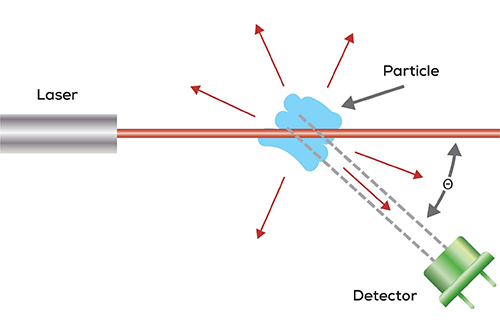 Particle
Laser
Θ
Detector